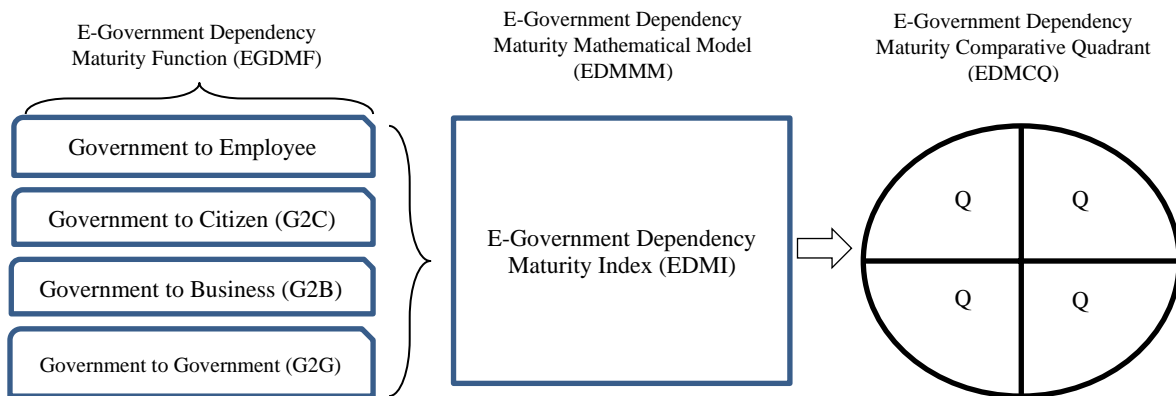 E-Government Dependency
Maturity Function (EGDMF)
Government to Employee
Government to Citizen (G2C)
Government to Business (G2B)
Government to Government (G2G)
E-Government Dependency
Maturity Mathematical Model
(EDMMM)
E-Government Dependency
Maturity Index (EDMI)
E-Government Dependency
Maturity Comparative Quadrant
(EDMCQ)
Q Q
Q Q